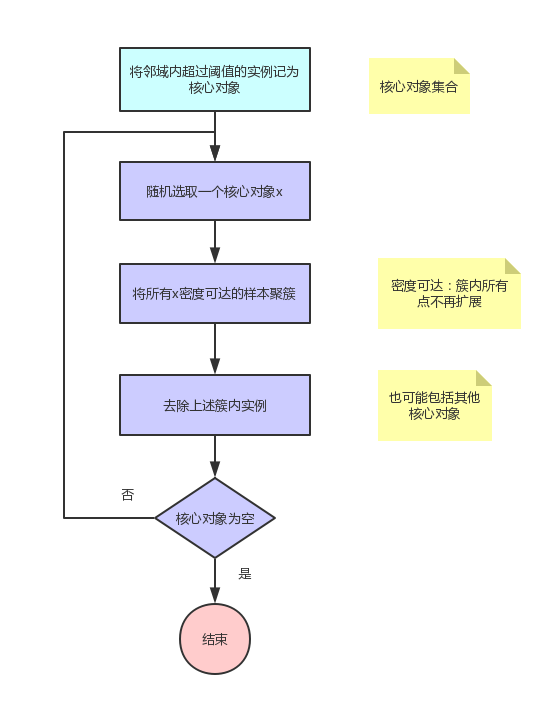 将邻域内超过阈值的实例记为
核心对象
核心对象集合
随机选取一个核心对象x
将所有x密度可达的样本聚簇
密度可达：簇内所有
点不再扩展
去除上述簇内实例
也可能包括其他
核心对象
否
核心对象为空
是
结束